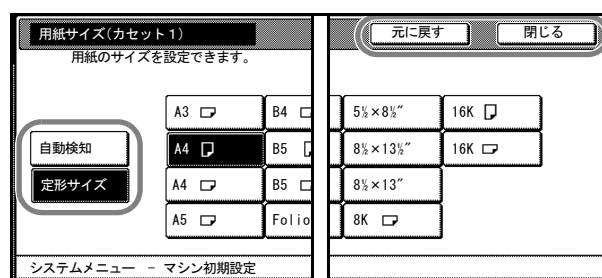 用紙サイズ(カセット1) 元に戻す 閉じる
用紙のサイズを設定できます。
A3 B4 5½×8½″ 16K
自動検知 A4 B5 8½×13½″ 16K
定形サイズ A4 B5 8½×13″
A5 Folio 8K
システムメニュー - マシン初期設定